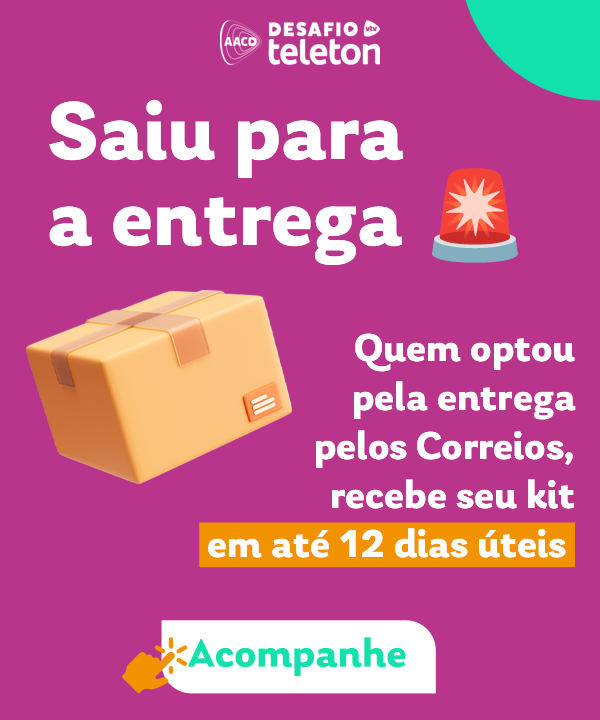 AACD
DESAFIO vtv
teleton
Saiu para
a entrega
Quem optou
pela entrega
pelos Correios,
recebe seu kit
em até 12 dias úteis
Acompanhe